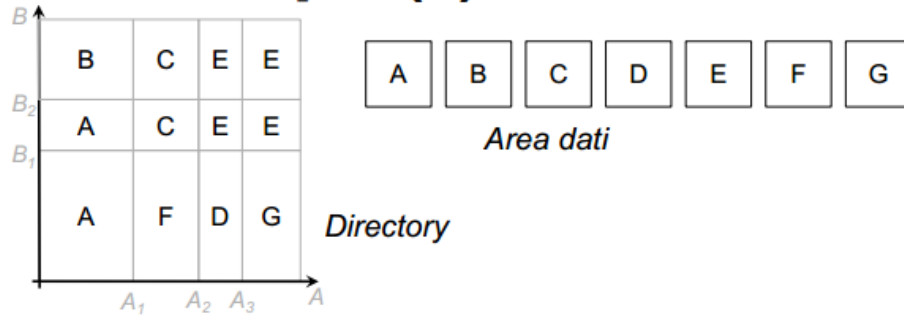 B
B C E E
A B C D E F G
B₂
A C E E
Area dati
B₁
A F D G
Directory
A₁ A₂ A₃ A